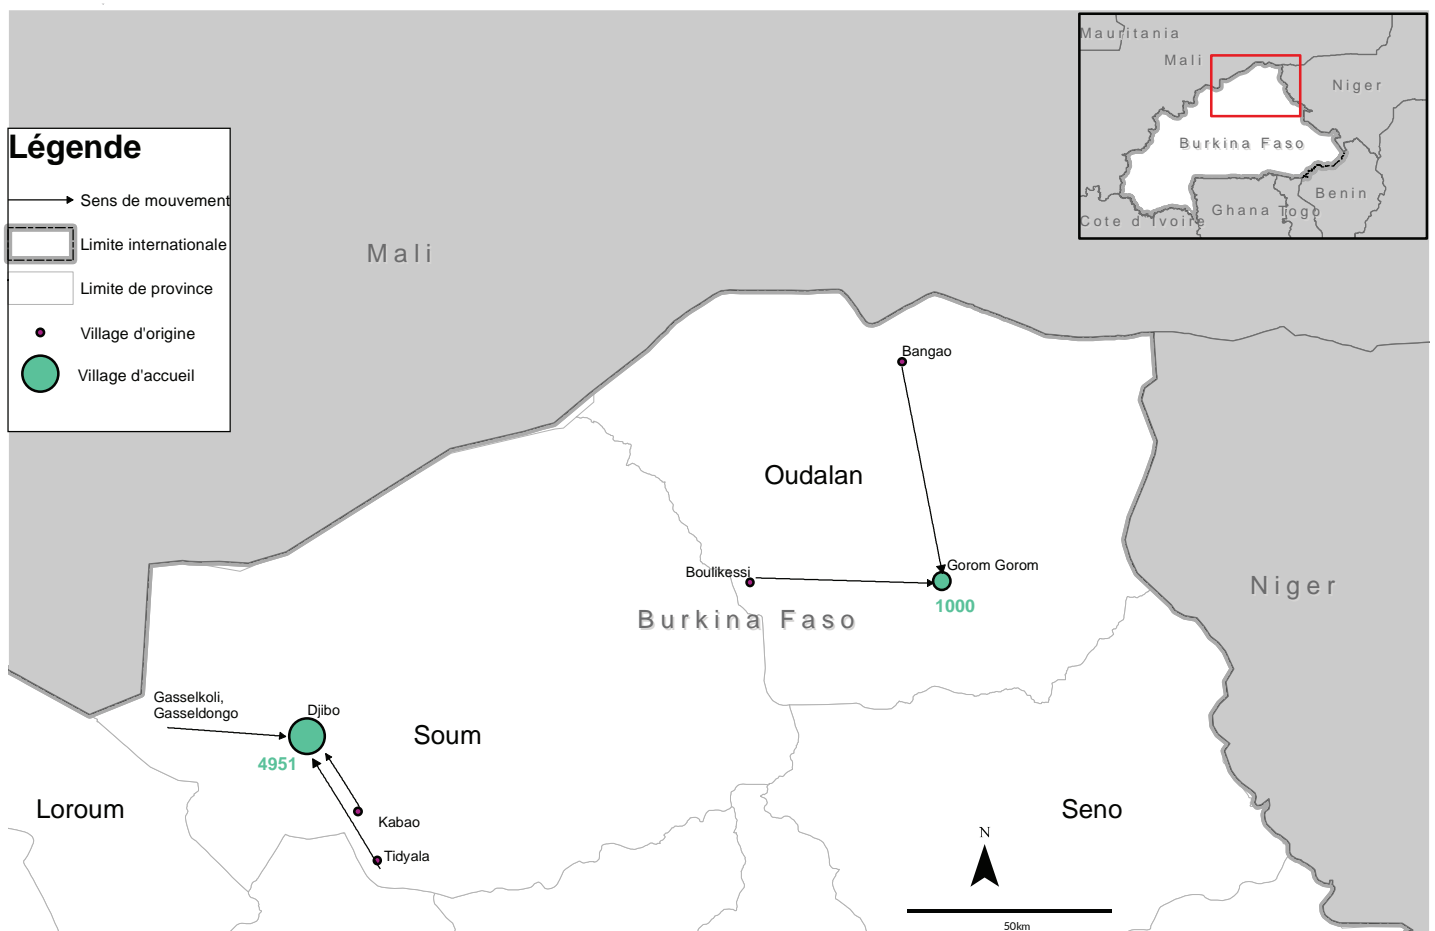 Légende
Sens de mouvement
Limite internationale
Limite de province
Village d'origine
Village d'accueil
Mauritania
Mali
Niger
Burkina Faso
Benin
Ghana
Togo
Cote d Ivoire
Mali
Bangao
Oudalan
Boulikessi
Gorom Gorom
1000
Niger
Burkina Faso
Gasselkoli,
Gasseldongo
Djibo
4951
Soum
Loroum
Kabao
Tidyala
Seno
N
50km